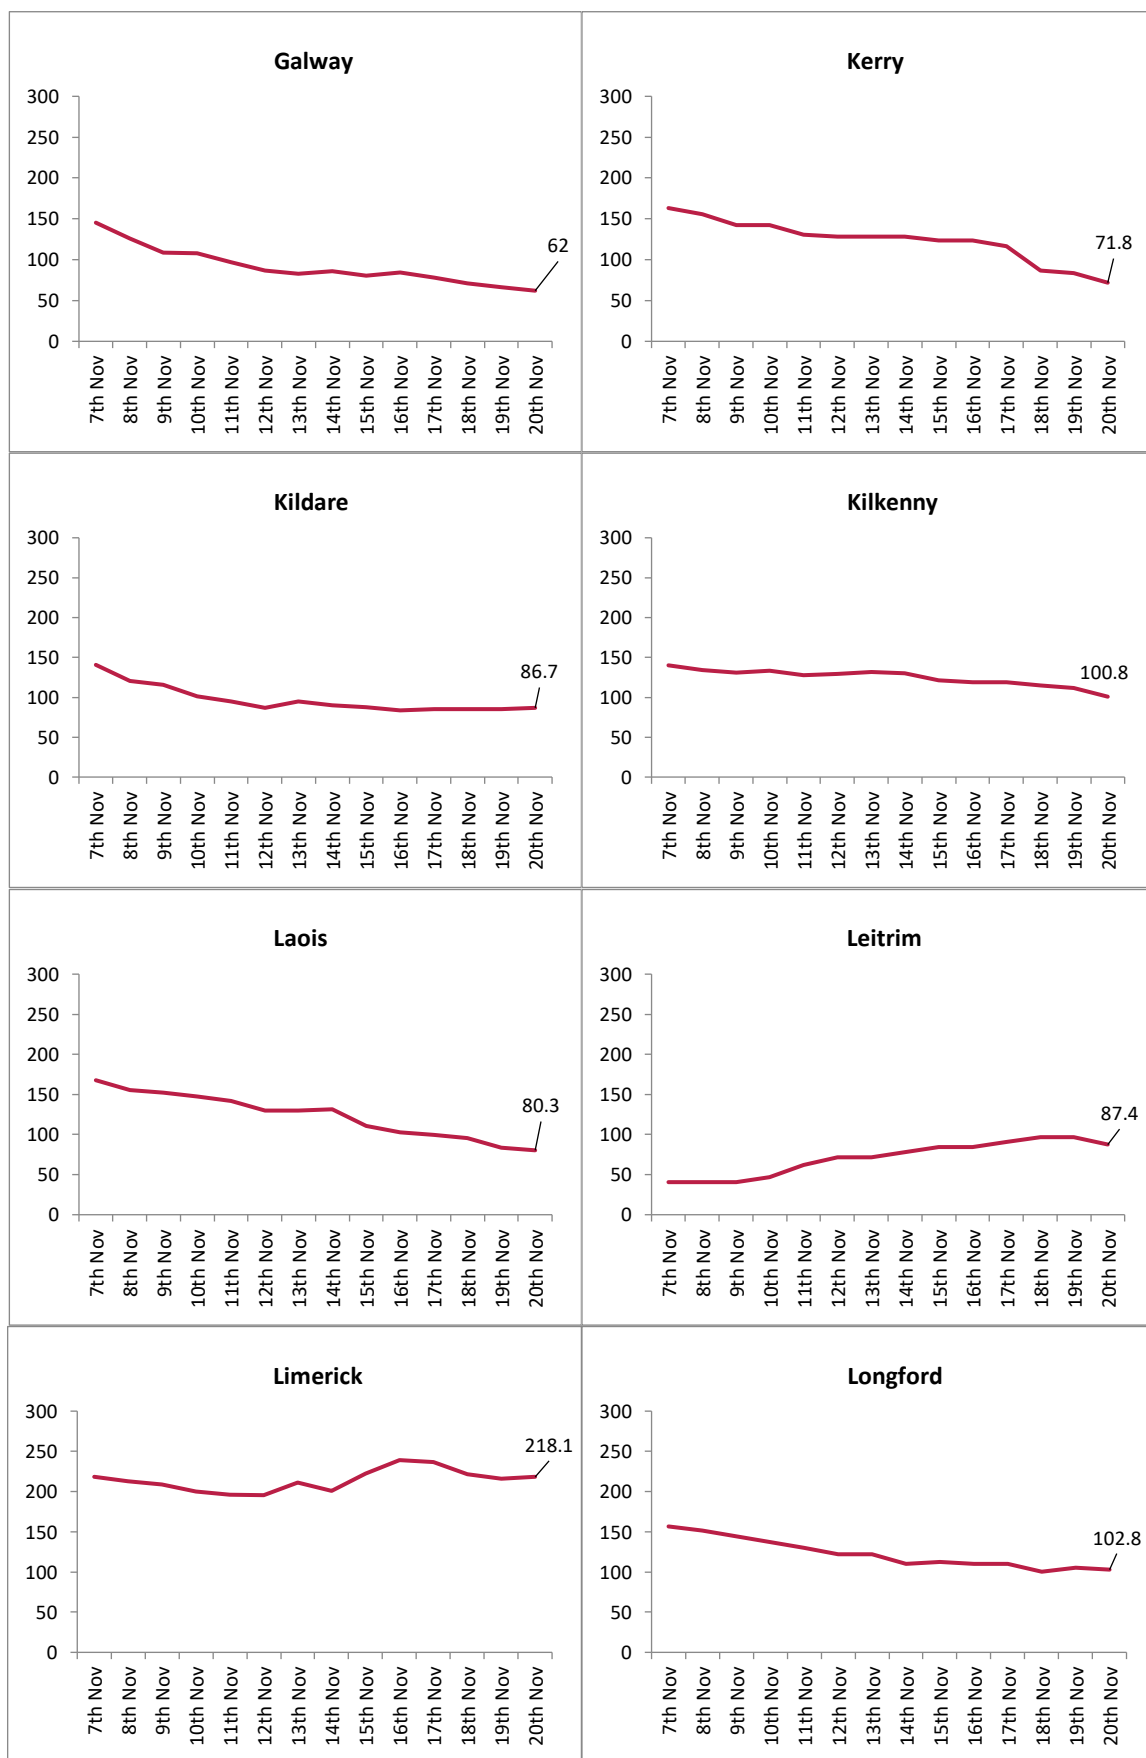 Galway
300
250
200
150
100
50
0
62
7th Nov
8th Nov
9th Nov
10th Nov
11th Nov
12th Nov
13th Nov
14th Nov
15th Nov
16th Nov
17th Nov
18th Nov
19th Nov
20th Nov
Kerry
300
250
200
150
100
50
0
71.8
7th Nov
8th Nov
9th Nov
10th Nov
11th Nov
12th Nov
13th Nov
14th Nov
15th Nov
16th Nov
17th Nov
18th Nov
19th Nov
20th Nov
Kildare
300
250
200
150
100
50
0
86.7
7th Nov
8th Nov
9th Nov
10th Nov
11th Nov
12th Nov
13th Nov
14th Nov
15th Nov
16th Nov
17th Nov
18th Nov
19th Nov
20th Nov
Kilkenny
300
250
200
150
100
50
0
100.8
7th Nov
8th Nov
9th Nov
10th Nov
11th Nov
12th Nov
13th Nov
14th Nov
15th Nov
16th Nov
17th Nov
18th Nov
19th Nov
20th Nov
Laois
300
250
200
150
100
50
0
80.3
7th Nov
8th Nov
9th Nov
10th Nov
11th Nov
12th Nov
13th Nov
14th Nov
15th Nov
16th Nov
17th Nov
18th Nov
19th Nov
20th Nov
Leitrim
300
250
200
150
100
50
0
87.4
7th Nov
8th Nov
9th Nov
10th Nov
11th Nov
12th Nov
13th Nov
14th Nov
15th Nov
16th Nov
17th Nov
18th Nov
19th Nov
20th Nov
Limerick
300
250
200
150
100
50
0
218.1
7th Nov
8th Nov
9th Nov
10th Nov
11th Nov
12th Nov
13th Nov
14th Nov
15th Nov
16th Nov
17th Nov
18th Nov
19th Nov
20th Nov
Longford
300
250
200
150
100
50
0
102.8
7th Nov
8th Nov
9th Nov
10th Nov
11th Nov
12th Nov
13th Nov
14th Nov
15th Nov
16th Nov
17th Nov
18th Nov
19th Nov
20th Nov